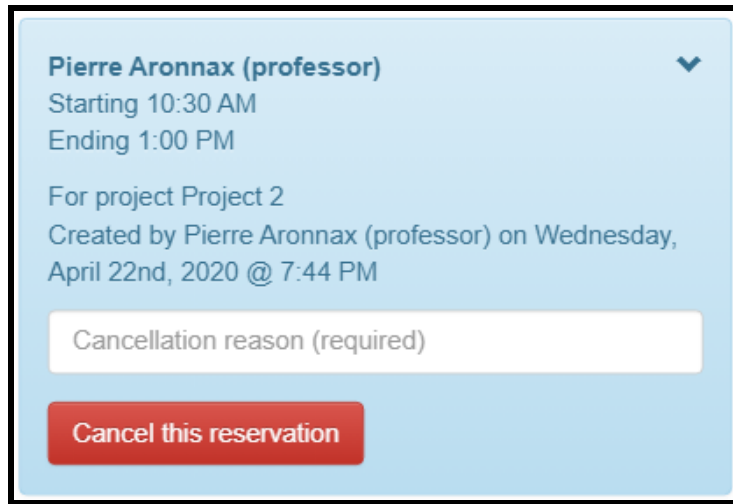 Pierre Aronnax (professor)
Starting 10:30 AM
Ending 1:00 PM
For project Project 2
Created by Pierre Aronnax (professor) on Wednesday,
April 22nd, 2020 @ 7:44 PM
Cancellation reason (required)
Cancel this reservation